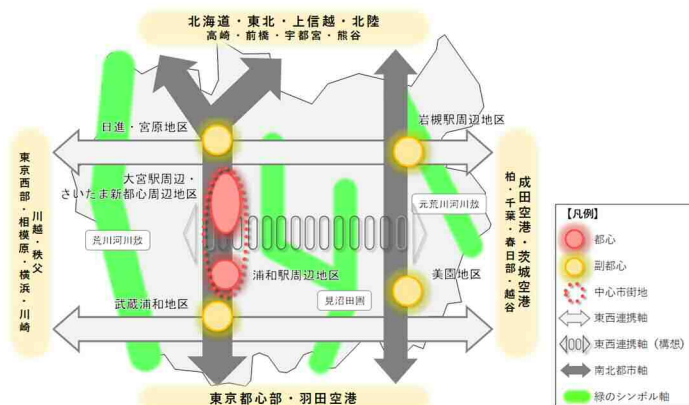 北海道・東北・上信越・北陸
高崎・前橋・宇都宮・熊谷
日進・宮原地区
岩槻駅周辺地区
東京西部・相模原・横浜・川崎
川越・秩父
大宮駅周辺・
さいたま新都心周辺地区
成田空港・茨城空港
柏・千葉・春日部・越谷
元荒川河川敷
荒川河川敷
浦和駅周辺地区
美園地区
見沼田圃
武蔵浦和地区
東京都心部・羽田空港
【凡例】
都心
副都心
中心市街地
東西連携軸
東西連携軸（構想）
南北都市軸
緑のシンボル軸